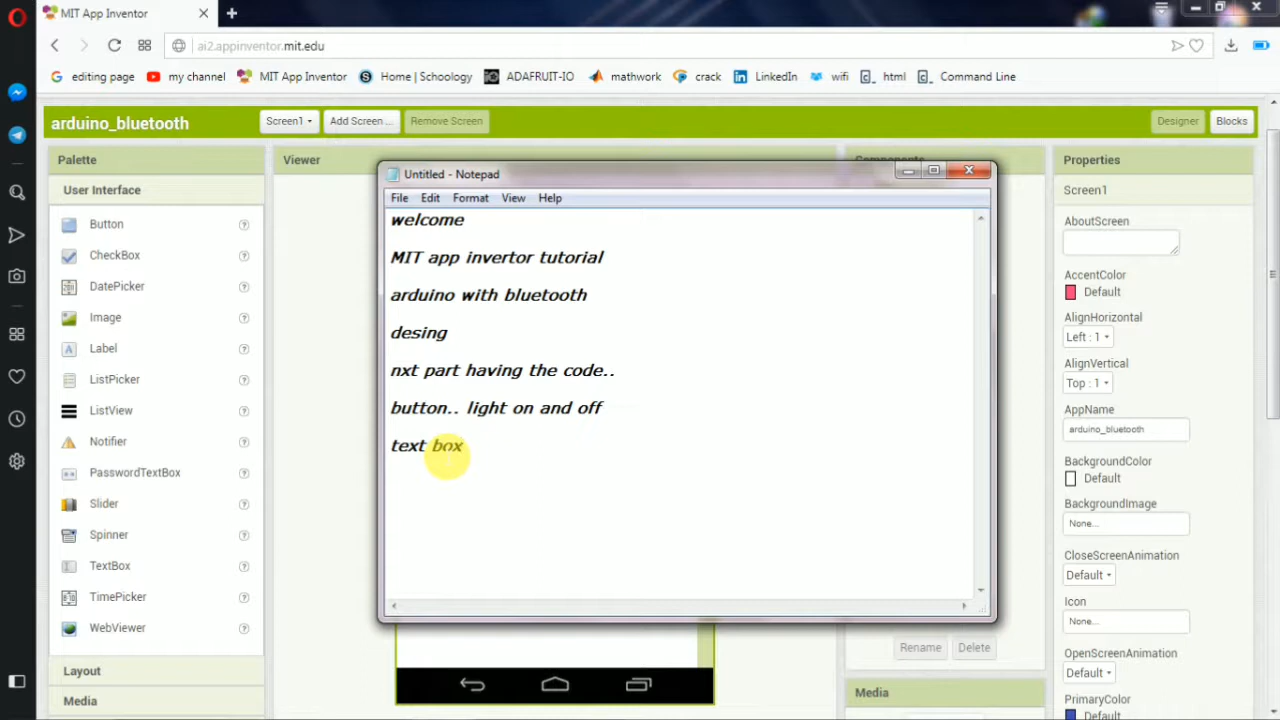 MIT App Inventor
ai2.appinventor.mit.edu
editing page
my channel
MIT App Inventor
Home | Schoology
ADAFRUIT-IO
mathwork
crack
LinkedIn
wifi
html
Command Line
arduino_bluetooth
Screen1
Add Screen ...
Remove Screen
Designer
Blocks
Palette
User Interface
Button
CheckBox
DatePicker
Image
Label
ListPicker
ListView
Notifier
PasswordTextBox
Slider
Spinner
TextBox
TimePicker
WebViewer
Layout
Media
Viewer
Untitled - Notepad
File Edit Format View Help
welcome
MIT app invertor tutorial
arduino with bluetooth
desing
nxt part having the code..
button.. light on and off
text box
Components
Rename
Delete
Media
Properties
Screen1
AboutScreen
AccentColor
Default
AlignHorizontal
Left : 1
AlignVertical
Top : 1
AppName
arduino_bluetooth
BackgroundColor
Default
BackgroundImage
None...
CloseScreenAnimation
Default
Icon
None...
OpenScreenAnimation
Default
PrimaryColor
Default